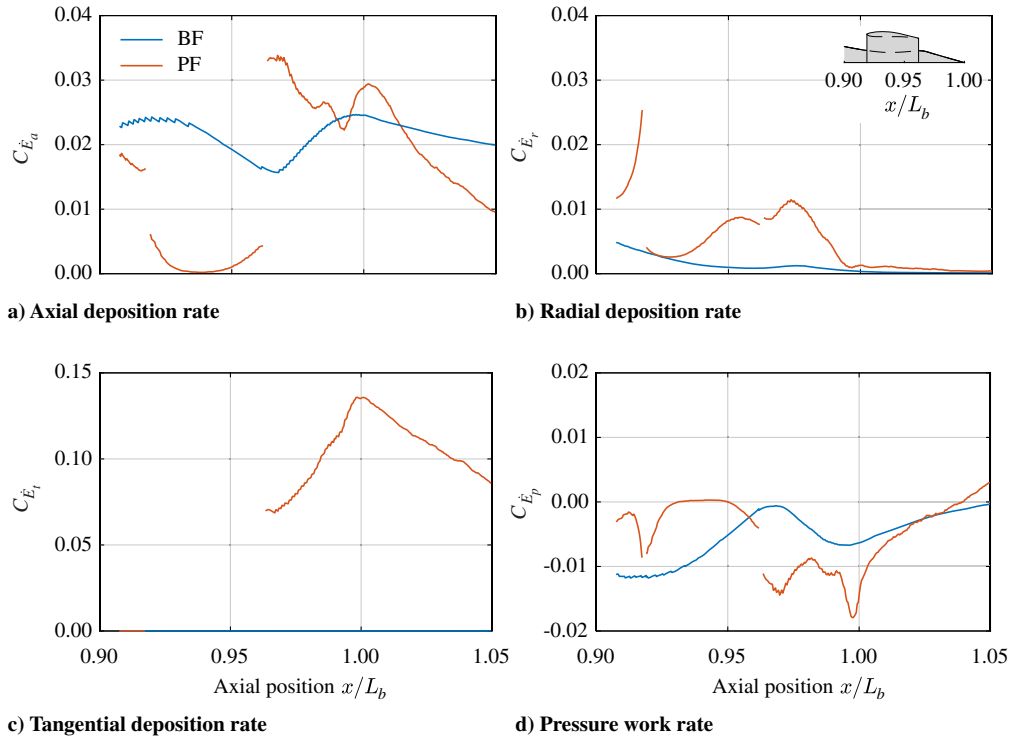 0.04
0.03
0.02
0.01
0.00
C_{Ė_a}
BF
PF
a) Axial deposition rate
0.04
0.03
0.02
0.01
0.00
C_{Ė_r}
0.90 0.95 1.00
x/L_b
b) Radial deposition rate
0.15
0.10
0.05
0.00
C_{Ė_t}
0.90 0.95 1.00 1.05
Axial position x/L_b
c) Tangential deposition rate
0.02
0.01
0.00
-0.01
-0.02
C_{Ė_p}
0.90 0.95 1.00 1.05
Axial position x/L_b
d) Pressure work rate